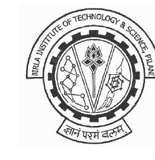 BIRLA INSTITUTE OF TECHNOLOGY & SCIENCE, PILANI
ज्ञानं परमं बलम्